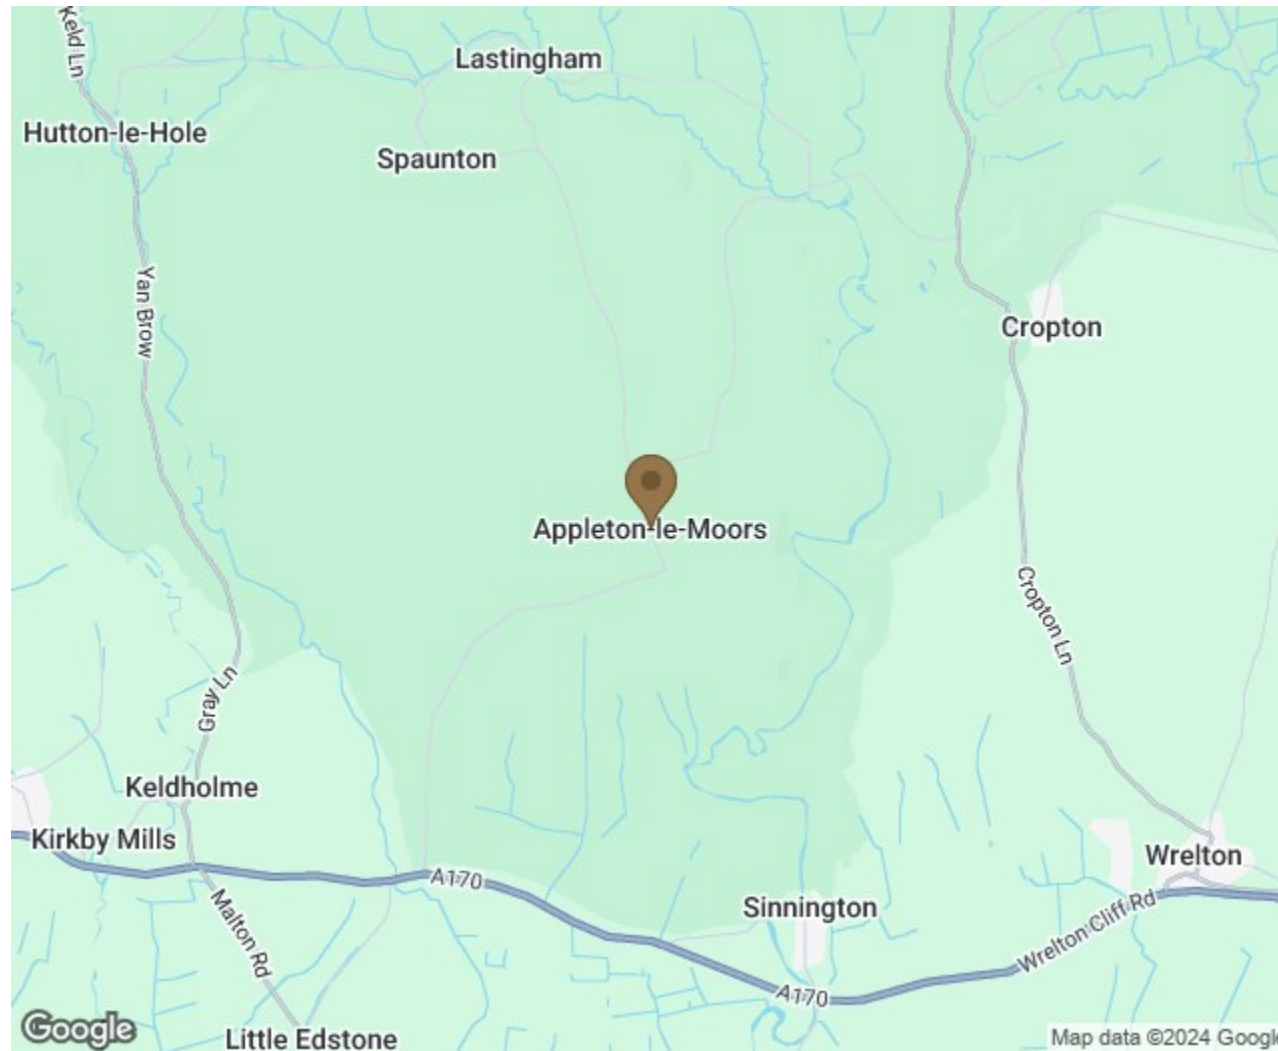 Keld Ln
Lastingham
Hutton-le-Hole
Spaunton
Yan Brow
Cropton
Appleton-le-Moors
Cropton Ln
Gray Ln
Keldholme
Kirkby Mills
Wrelton
A170
Malton Rd
Sinnington
Wrelton Cliff Rd
A170
Little Edstone
Google
Map data ©2024 Google